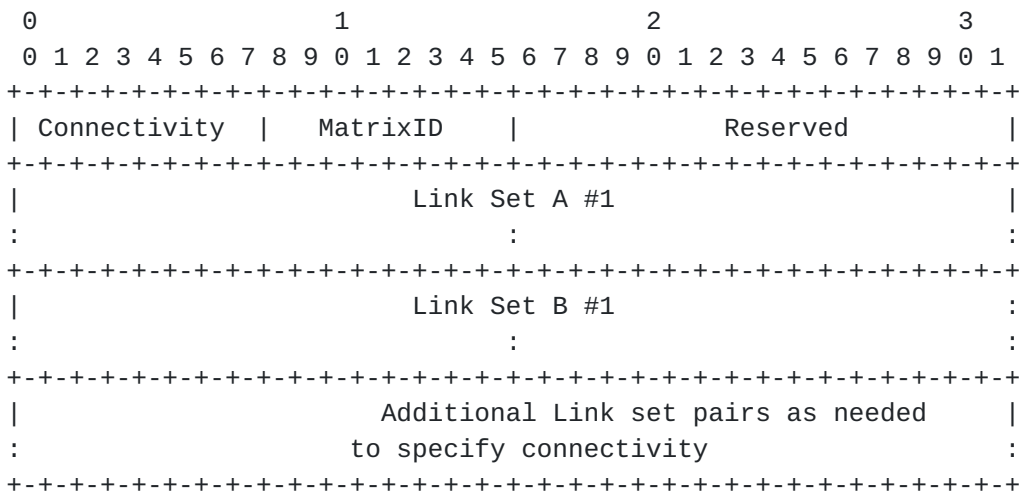 0                   1                   2                   3
 0 1 2 3 4 5 6 7 8 9 0 1 2 3 4 5 6 7 8 9 0 1 2 3 4 5 6 7 8 9 0 1
+-+-+-+-+-+-+-+-+-+-+-+-+-+-+-+-+-+-+-+-+-+-+-+-+-+-+-+-+-+-+-+-+
| Connectivity  |   MatrixID    |             Reserved          |
+-+-+-+-+-+-+-+-+-+-+-+-+-+-+-+-+-+-+-+-+-+-+-+-+-+-+-+-+-+-+-+-+
|                         Link Set A #1                         |
:                               :                               :
+-+-+-+-+-+-+-+-+-+-+-+-+-+-+-+-+-+-+-+-+-+-+-+-+-+-+-+-+-+-+-+-+
|                         Link Set B #1                         :
:                               :                               :
+-+-+-+-+-+-+-+-+-+-+-+-+-+-+-+-+-+-+-+-+-+-+-+-+-+-+-+-+-+-+-+-+
|                       Additional Link set pairs as needed     |
:                     to specify connectivity                   :
+-+-+-+-+-+-+-+-+-+-+-+-+-+-+-+-+-+-+-+-+-+-+-+-+-+-+-+-+-+-+-+-+